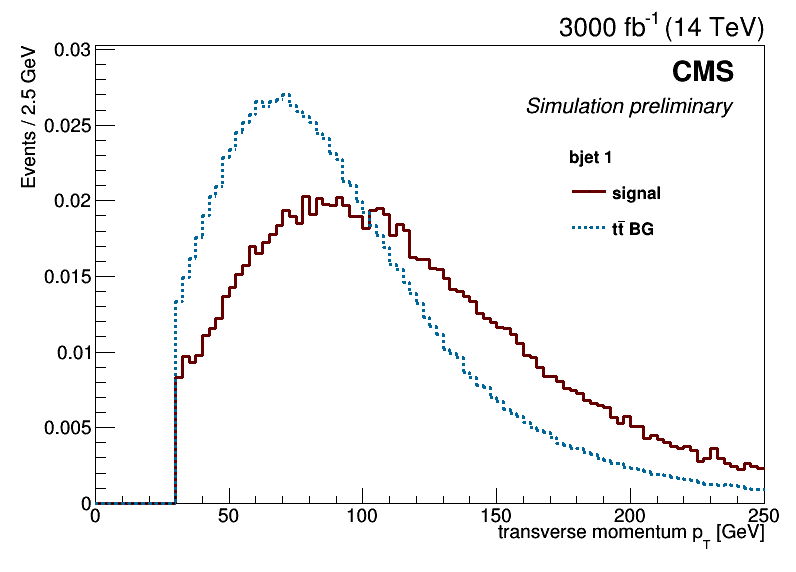 3000 fb⁻¹ (14 TeV)
CMS
Simulation preliminary
bjet 1
signal
tt̄ BG
Events / 2.5 GeV
0.03
0.025
0.02
0.015
0.01
0.005
0
0 50 100 150 200 250
transverse momentum p_T [GeV]